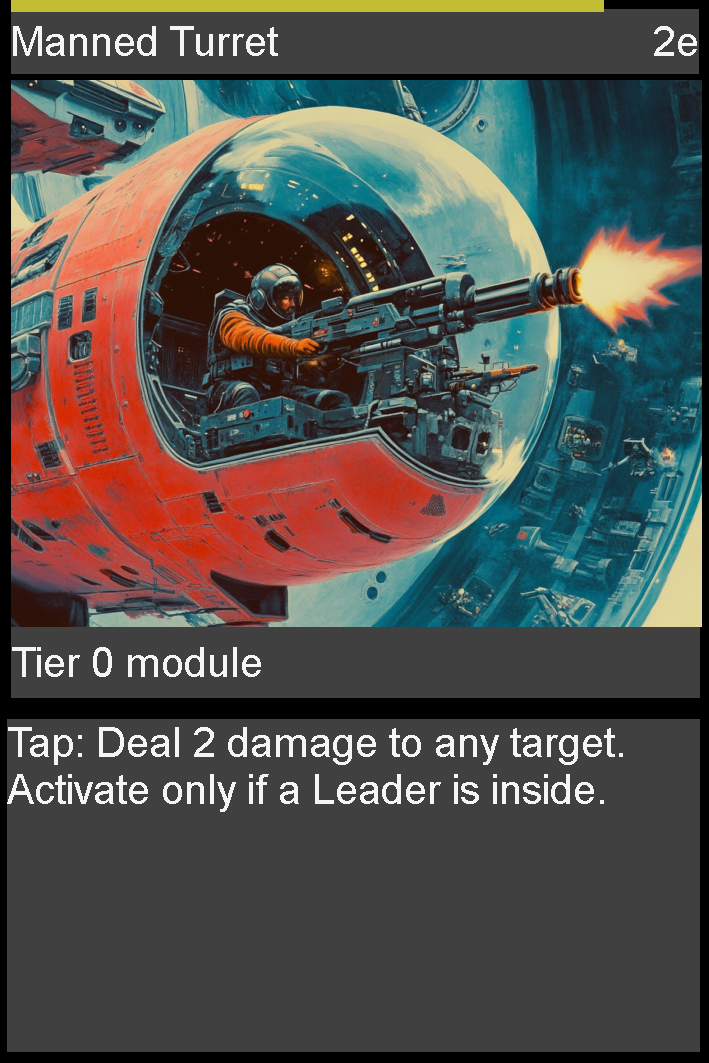 Manned Turret 2e
Tier 0 module
Tap: Deal 2 damage to any target.
Activate only if a Leader is inside.